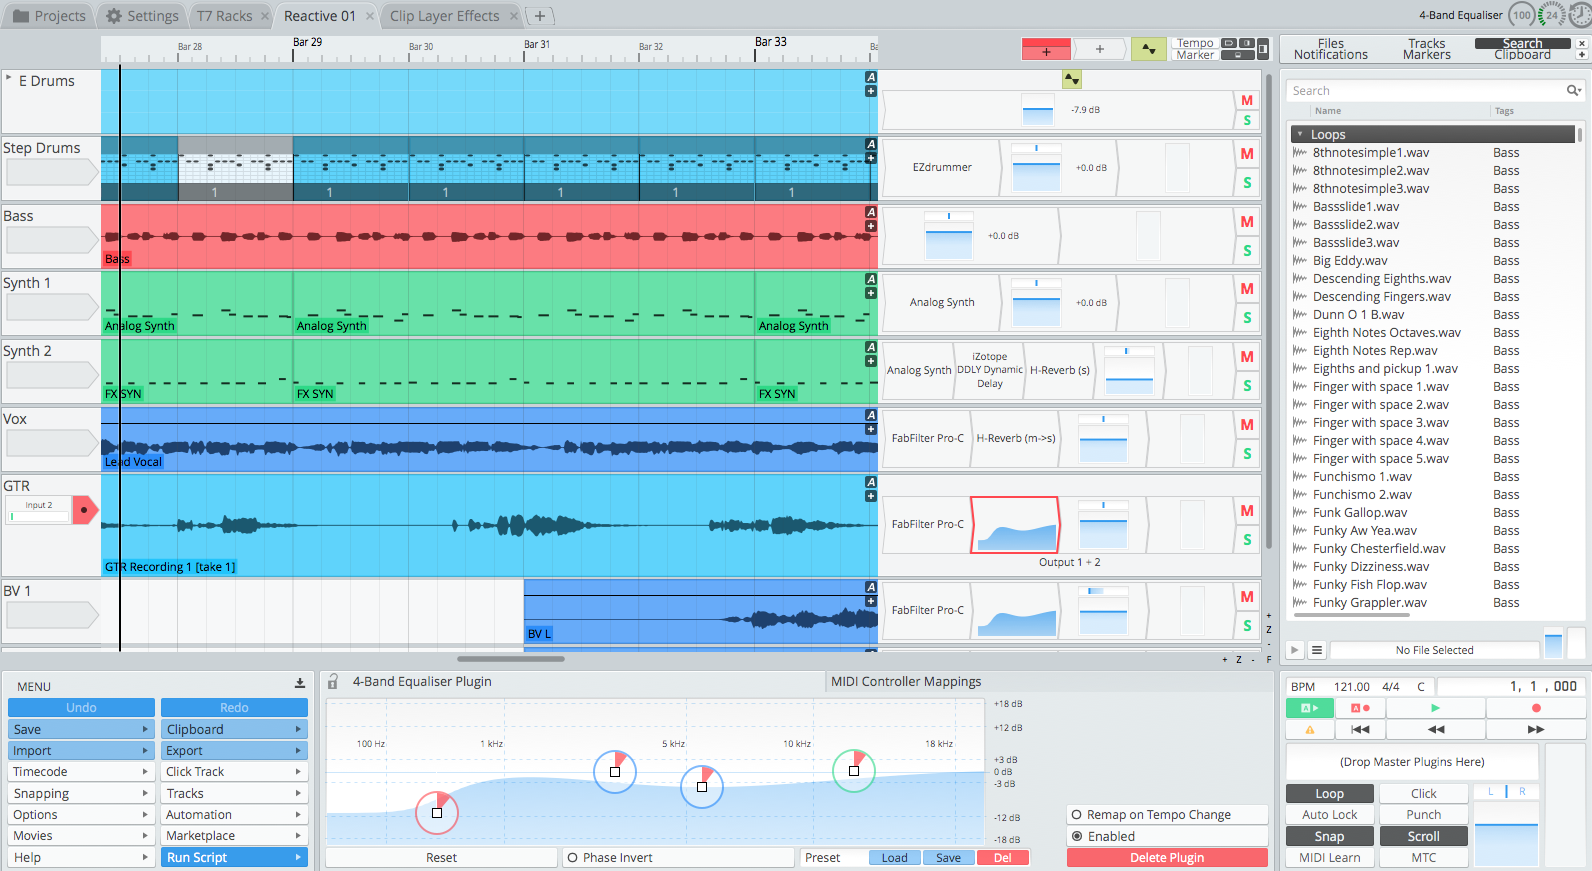 Projects Settings T7 Racks Reactive 01 Clip Layer Effects
4-Band Equaliser 100 24
Bar 28 Bar 29 Bar 30 Bar 31 Bar 32 Bar 33
Tempo
Marker
Files Tracks Search
Notifications Markers Clipboard
E Drums A
-7.9 dB M S
Step Drums A
1 1 1 1 1 1
EZdrummer +0.0 dB M S
Bass A
Bass
+0.0 dB M S
Synth 1 A
Analog Synth Analog Synth Analog Synth
Analog Synth +0.0 dB M S
Synth 2 A
FX SYN FX SYN FX SYN
Analog Synth iZotope DDLY Dynamic Delay H-Reverb (s) M S
Vox A
Lead Vocal
FabFilter Pro-C H-Reverb (m->s) M S
GTR A
Input 2
GTR Recording 1 [take 1]
FabFilter Pro-C M S
Output 1 + 2
BV 1 A
BV L
FabFilter Pro-C M S
+ Z -
+ Z - F
Search
Name Tags
Loops
8thnotesimple1.wav Bass
8thnotesimple2.wav Bass
8thnotesimple3.wav Bass
Bassslide1.wav Bass
Bassslide2.wav Bass
Bassslide3.wav Bass
Big Eddy.wav Bass
Descending Eighths.wav Bass
Descending Fingers.wav Bass
Dunn O 1 B.wav Bass
Eighth Notes Octaves.wav Bass
Eighth Notes Rep.wav Bass
Eighths and pickup 1.wav Bass
Finger with space 1.wav Bass
Finger with space 2.wav Bass
Finger with space 3.wav Bass
Finger with space 4.wav Bass
Finger with space 5.wav Bass
Funchismo 1.wav Bass
Funchismo 2.wav Bass
Funk Gallop.wav Bass
Funky Aw Yea.wav Bass
Funky Chesterfield.wav Bass
Funky Dizziness.wav Bass
Funky Fish Flop.wav Bass
Funky Grappler.wav Bass
No File Selected
MENU
Undo Redo
Save Clipboard
Import Export
Timecode Click Track
Snapping Tracks
Options Automation
Movies Marketplace
Help Run Script
4-Band Equaliser Plugin MIDI Controller Mappings
100 Hz 1 kHz 5 kHz 10 kHz 18 kHz
+18 dB
+12 dB
+3 dB
0 dB
-3 dB
-12 dB
-18 dB
Reset Phase Invert Preset Load Save Del
Remap on Tempo Change
Enabled
Delete Plugin
BPM 121.00 4/4 C 1, 1 , 000
A A
(Drop Master Plugins Here)
Loop Click L R
Auto Lock Punch
Snap Scroll
MIDI Learn MTC